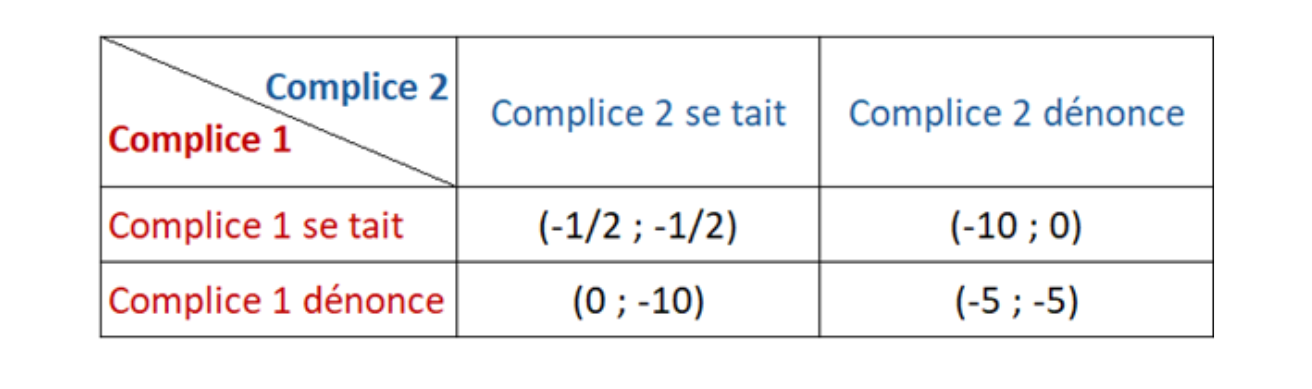 Complice 2
Complice 1
Complice 2 se tait
Complice 2 dénonce
Complice 1 se tait
(-1/2 ; -1/2)
(-10 ; 0)
Complice 1 dénonce
(0 ; -10)
(-5 ; -5)